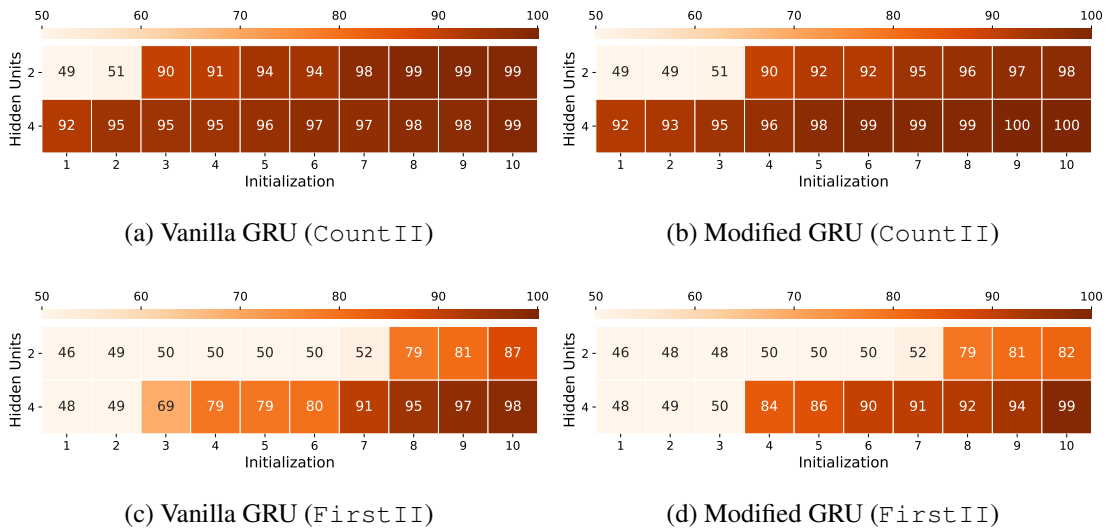 50 60 70 80 90 100
Hidden Units
2 49 51 90 91 94 94 98 99 99 99
4 92 95 95 95 96 97 97 98 98 99
1 2 3 4 5 6 7 8 9 10
Initialization
(a) Vanilla GRU (CountII)
50 60 70 80 90 100
Hidden Units
2 49 49 51 90 92 92 95 96 97 98
4 92 93 95 96 98 99 99 99 100 100
1 2 3 4 5 6 7 8 9 10
Initialization
(b) Modified GRU (CountII)
50 60 70 80 90 100
Hidden Units
2 46 49 50 50 50 50 52 79 81 87
4 48 49 69 79 79 80 91 95 97 98
1 2 3 4 5 6 7 8 9 10
Initialization
(c) Vanilla GRU (FirstII)
50 60 70 80 90 100
Hidden Units
2 46 48 48 50 50 50 52 79 81 82
4 48 49 50 84 86 90 91 92 94 99
1 2 3 4 5 6 7 8 9 10
Initialization
(d) Modified GRU (FirstII)